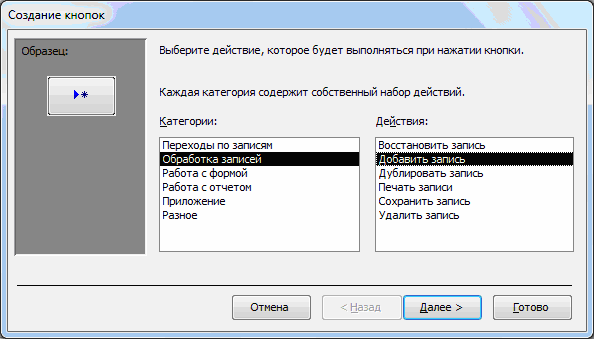 Создание кнопок
Образец:
Выберите действие, которое будет выполняться при нажатии кнопки.
Каждая категория содержит собственный набор действий.
Категории:
Переходы по записям
Обработка записей
Работа с формой
Работа с отчетом
Приложение
Разное
Действия:
Восстановить запись
Добавить запись
Дублировать запись
Печать записи
Сохранить запись
Удалить запись
Отмена
< Назад
Далее >
Готово